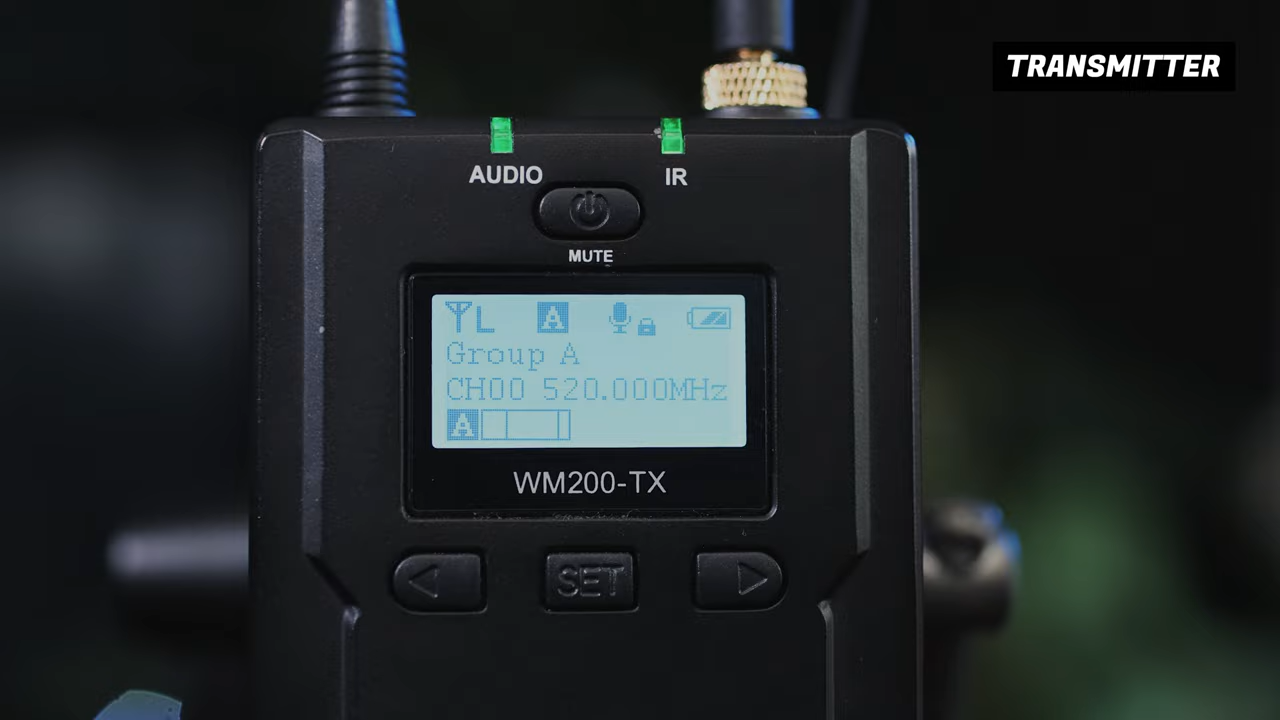 TRANSMITTER
AUDIO
IR
MUTE
L A
Group A
CH00 520.000MHz
A
WM200-TX
SET